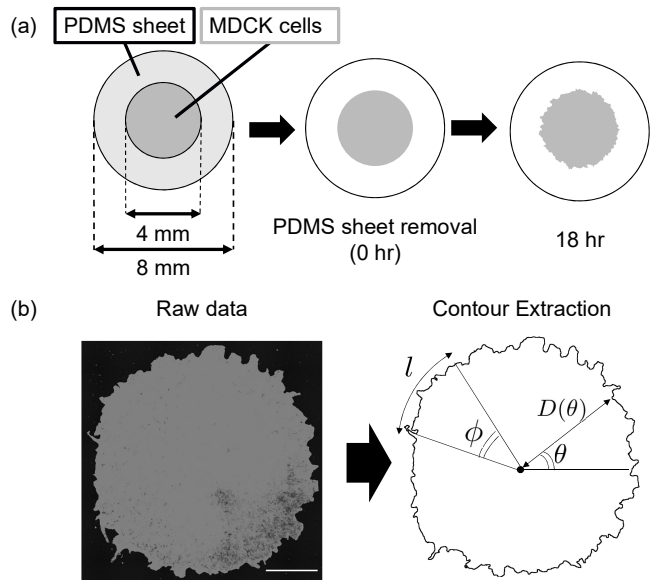 (a)
PDMS sheet
MDCK cells
4 mm
8 mm
PDMS sheet removal
(0 hr)
18 hr
(b)
Raw data
Contour Extraction
l
D(θ)
ϕ
θ